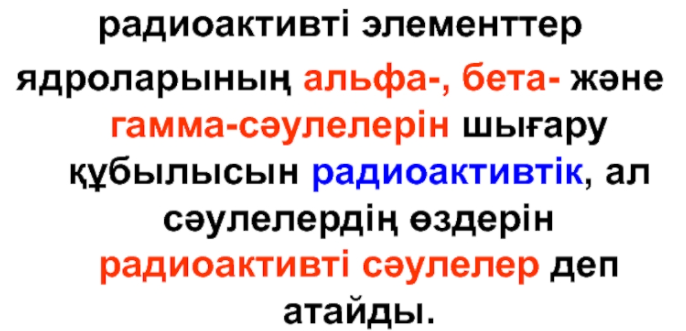 радиоактивті элементтер
ядроларының альфа-, бета- және
гамма-сәулелерін шығару
құбылысын радиоактивтік, ал
сәулелердің өздерін
радиоактивті сәулелер деп
атайды.